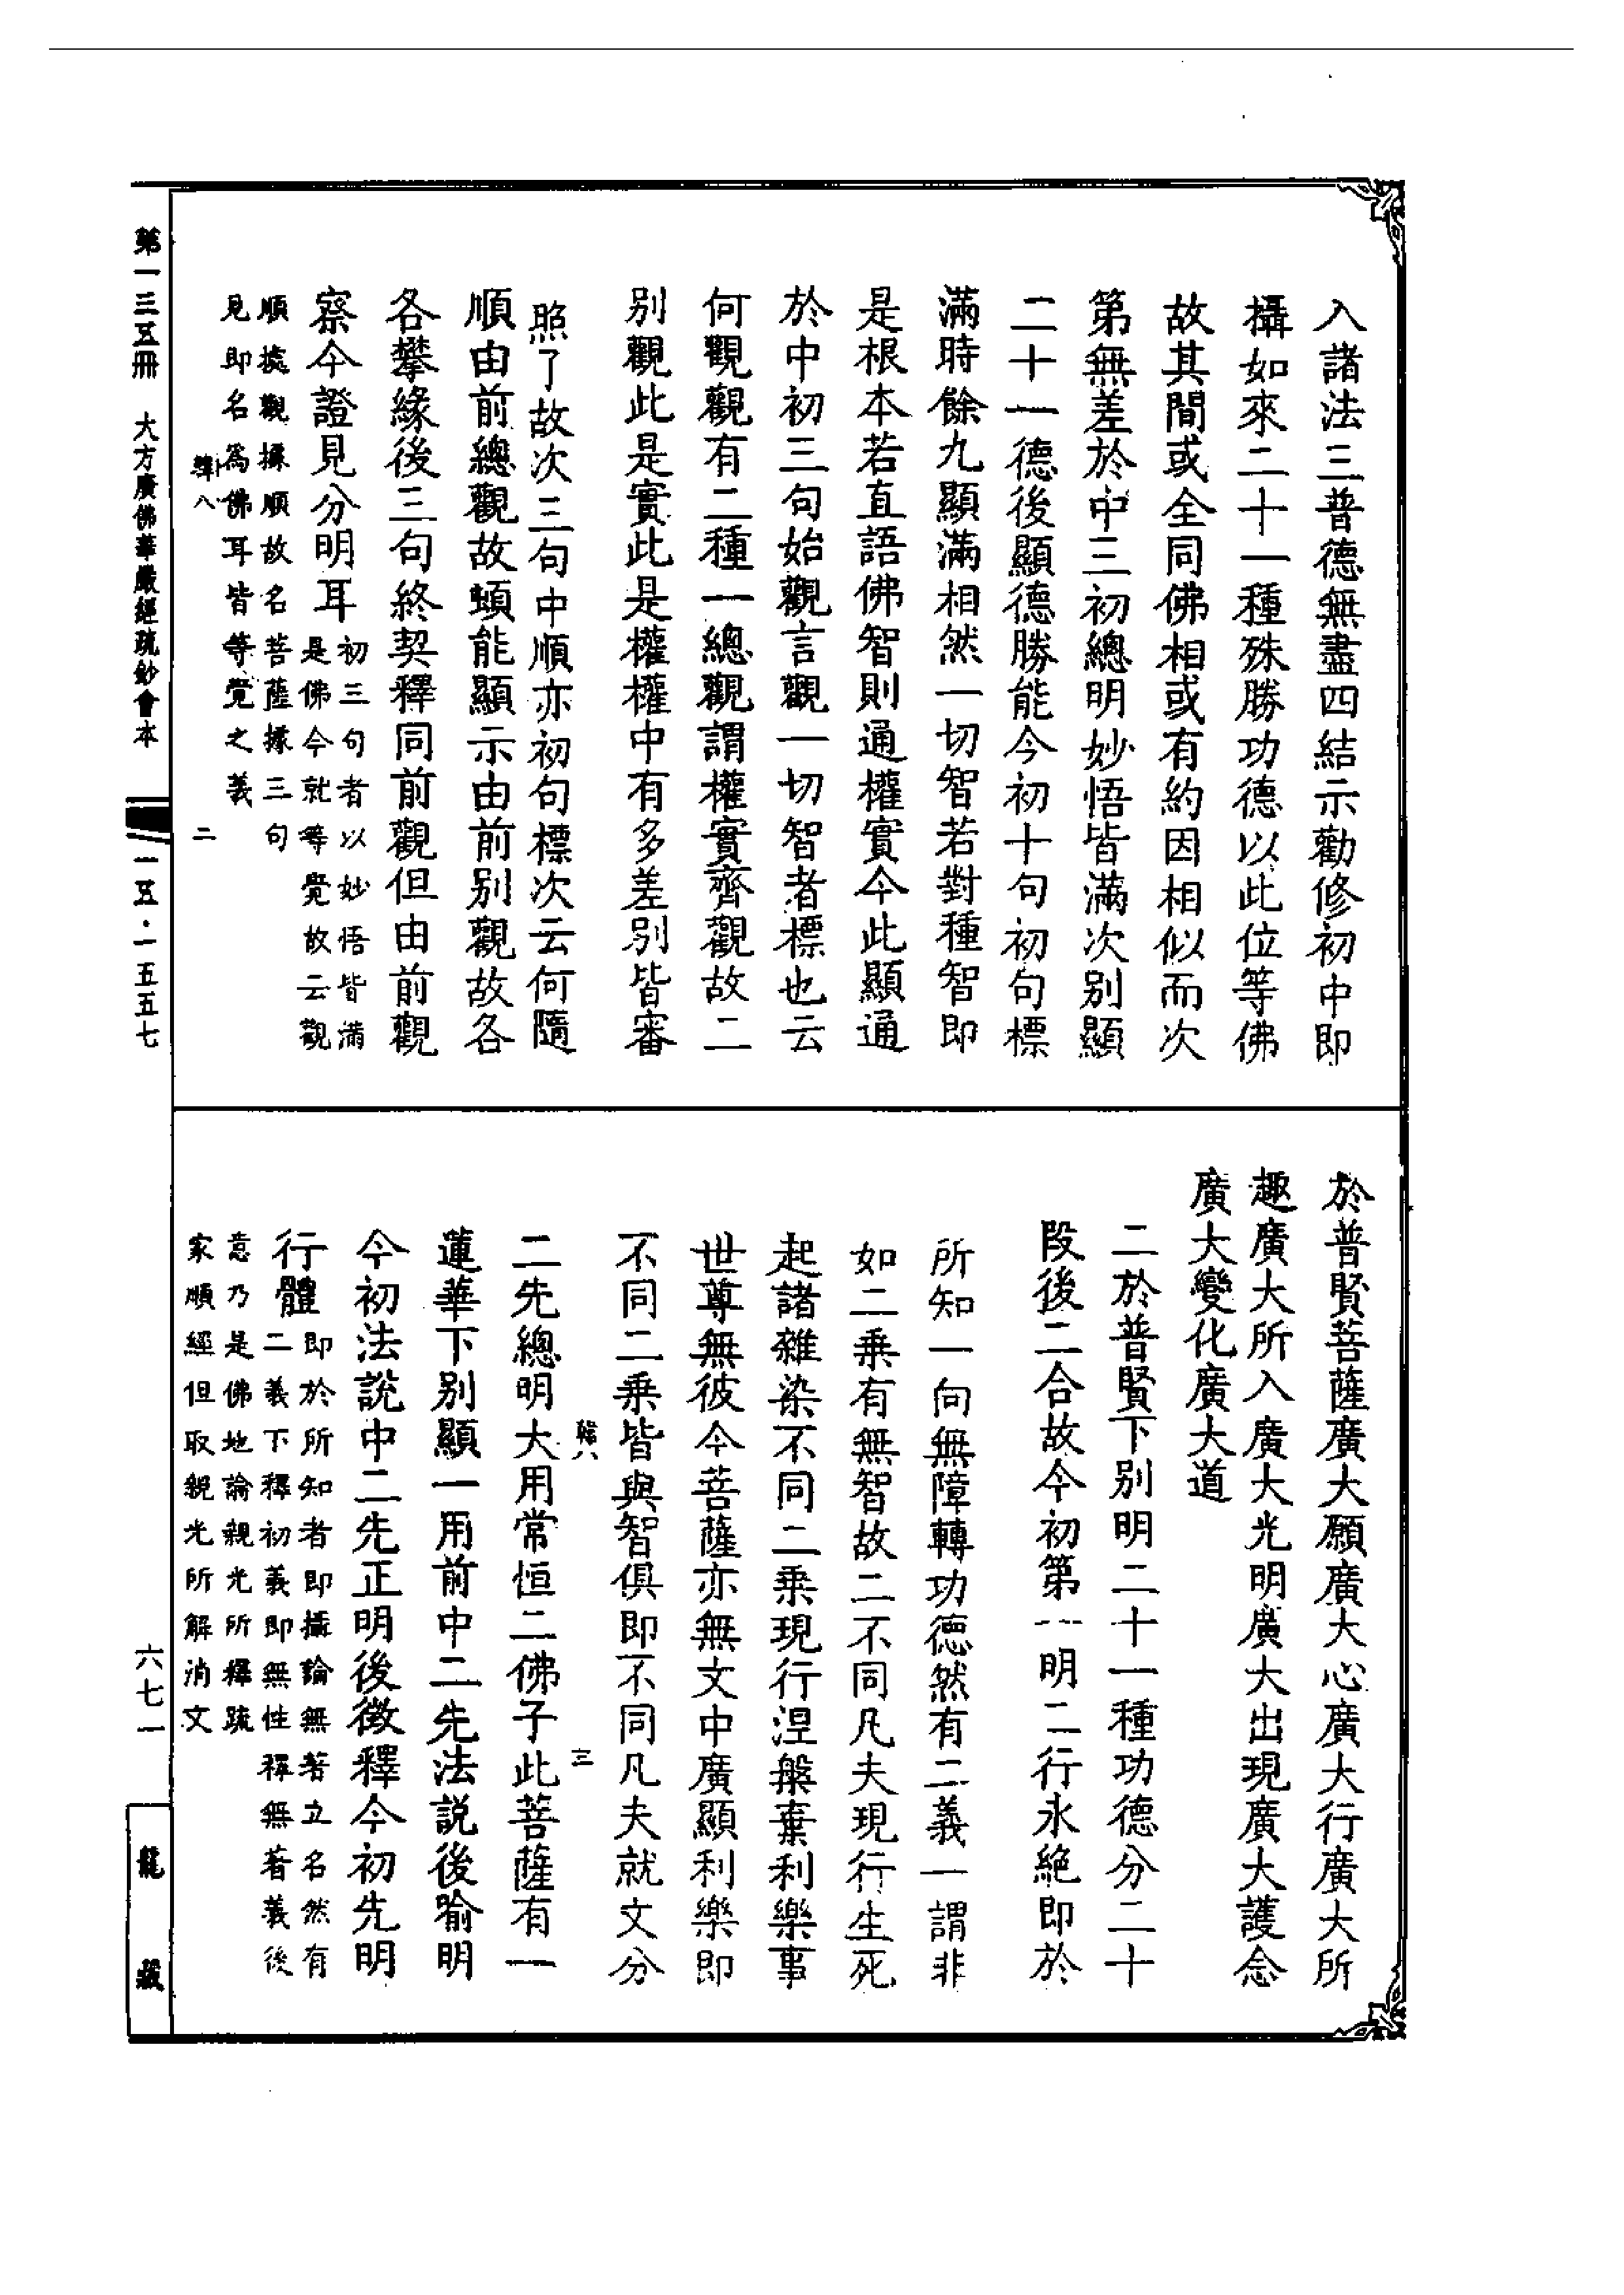 入諸法三普德無盡四結示勸修初中即
攝如來二十一種殊勝功德以此位等佛
故其間或全同佛相或有約因相似而次
第無差於中三初總明妙悟皆滿次別顯
二十一德後顯德勝能今初十句初句標
滿時餘九顯滿相然一切智若對種智即
是根本若直語佛智則通權實今此顯通
於中初三句始觀言觀一切智者標也云
何觀觀有二種一總觀謂權實齊觀故二
別觀此是實此是權權中有多差別皆審
照了故次三句中順亦初句標次云何隨
順由前總觀故頓能顯示由前別觀故各
各攀緣後三句終契釋同前觀但由前觀
察今證見分明耳初三句者以妙悟皆滿
是佛今就等覺故云觀
順據觀據順故名菩薩據三句
見即名為佛耳皆等覺之義
韓八
二
於普賢菩薩廣大願廣大心廣大行廣大所
趣廣大所入廣大光明廣大出現廣大護念
廣大變化廣大道
二於普賢下別明二十一種功德分二十
段後二合故今初第一明二行永絕即於
所知一向無障轉功德然有二義一謂非
如二乘有無智故二不同凡夫現行生死
起諸雜染不同二乘現行涅槃棄利樂事
世尊無彼今菩薩亦無文中廣顯利樂即
不同二乘皆與智俱即不同凡夫就文分
韓八
三
二先總明大用常恒二佛子此菩薩有一
蓮華下別顯一用前中二先法說後喻明
今初法說中二先正明後徵釋今初先明
行體即於所知者即攝論無著立名然有
二義下釋初義即無性釋無著義後
意乃是佛地論親光所釋疏
家順經但取親光所解消文
第一三五冊 大方廣佛華嚴經疏鈔會本
一五·一五五七
六七一
龍藏